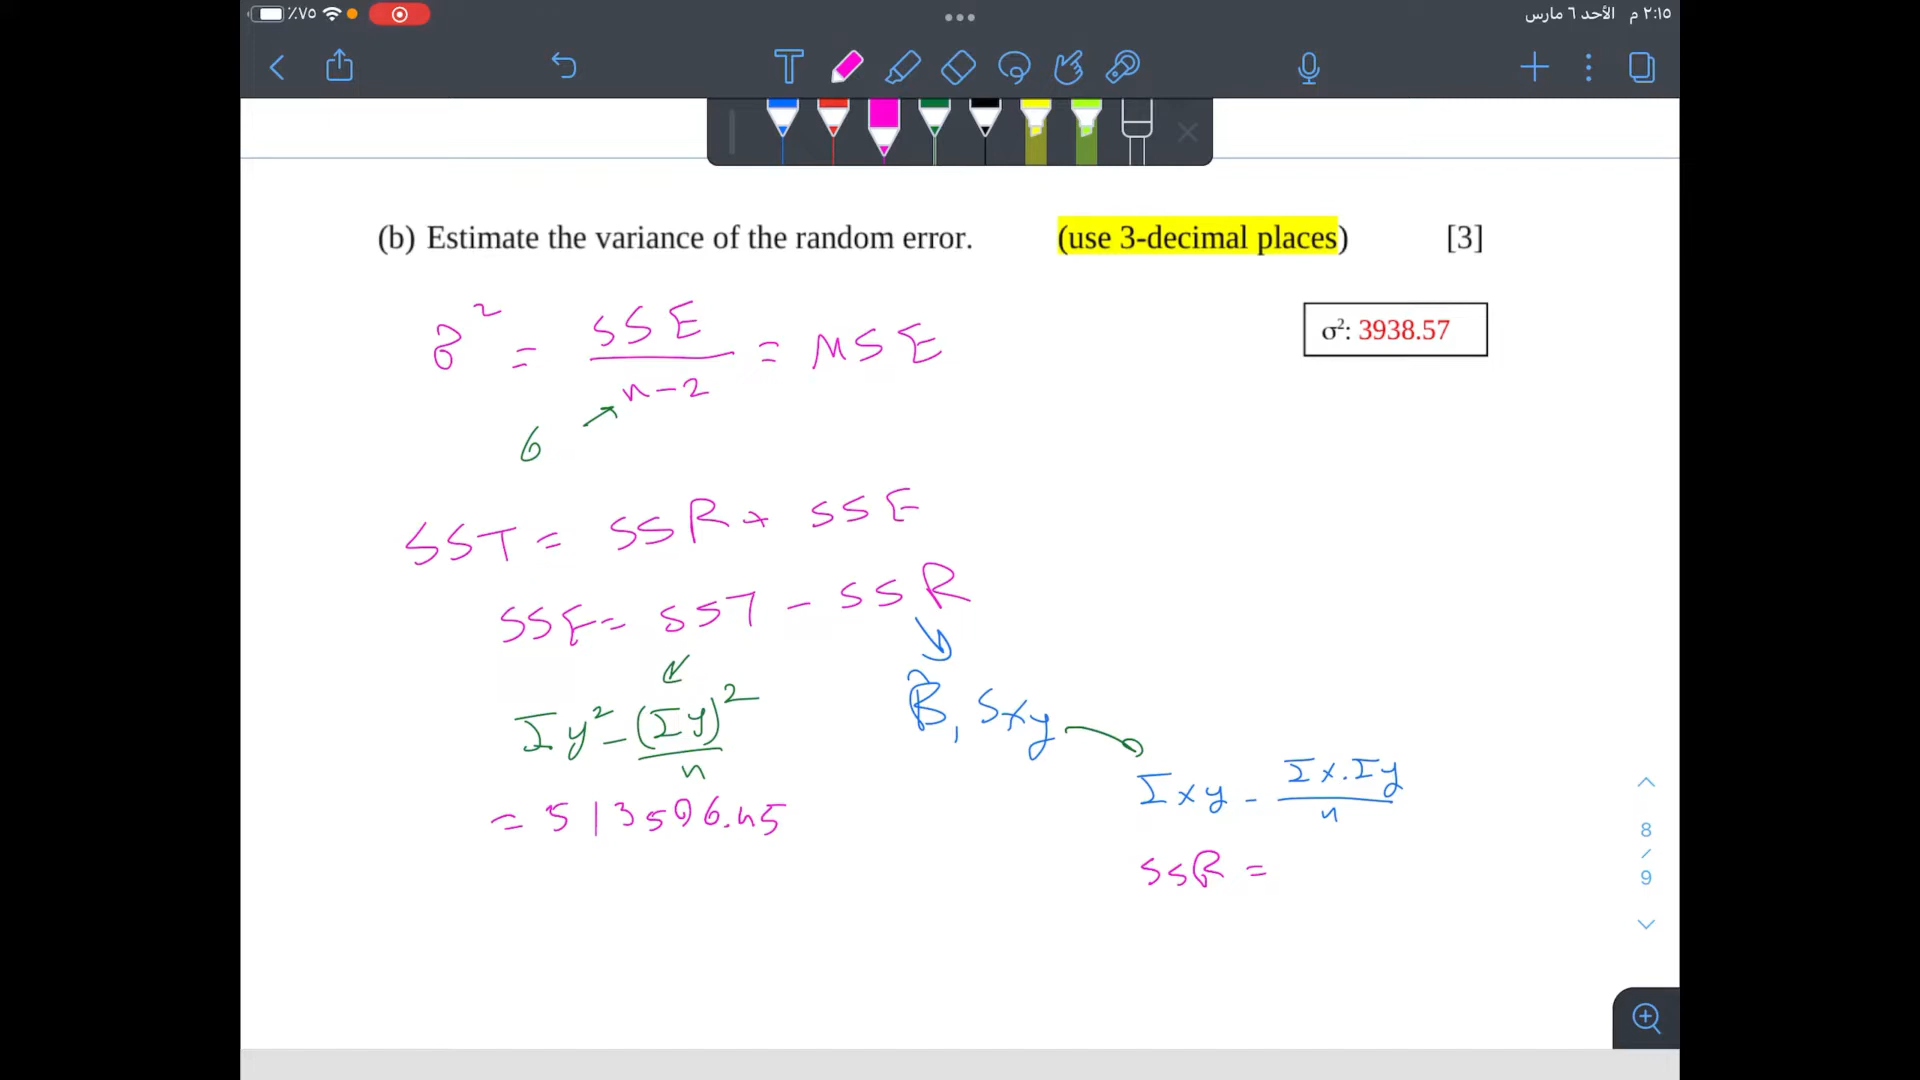 ٪٧٥ ٢:١٥ م الأحد ٦ مارس
(b) Estimate the variance of the random error. (use 3-decimal places) [3]
σ²: 3938.57
σ̂² = SSE / n-2 = MSE
6
SST = SSR + SSE
SSE = SST - SSR
Σy² - (Σy)² / n
β̂₁ Sxy
Σxy - Σx.Σy / n
= 513596.45
SSR =
8
/
9